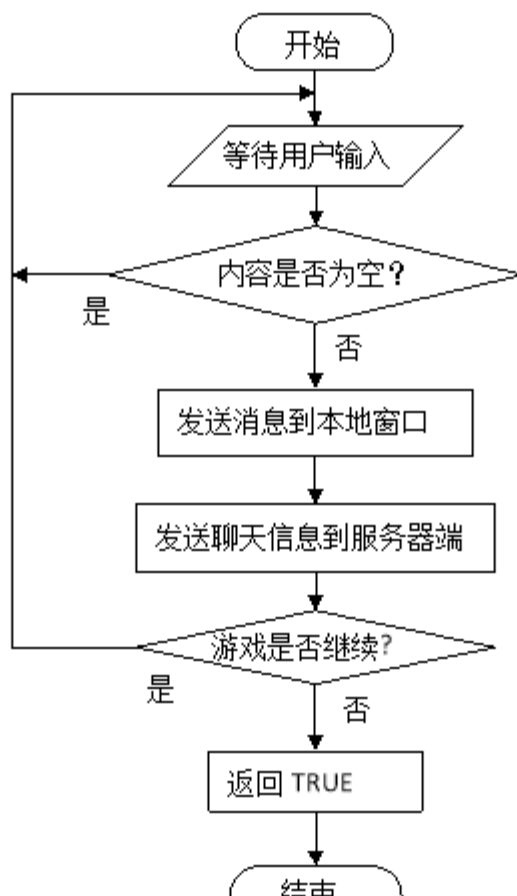 开始
等待用户输入
内容是否为空？
是
否
发送消息到本地窗口
发送聊天信息到服务器端
游戏是否继续?
是
否
返回 TRUE
结束